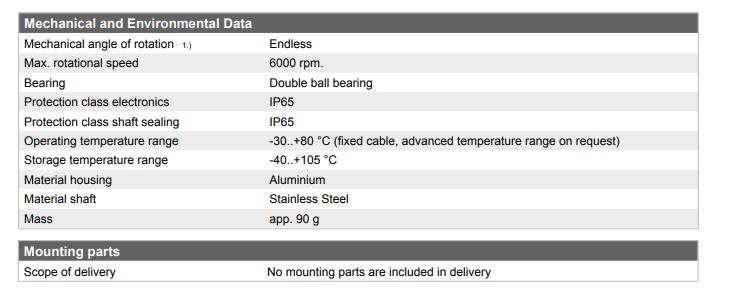 Mechanical and Environmental Data
Mechanical angle of rotation 1.) Endless
Max. rotational speed 6000 rpm.
Bearing Double ball bearing
Protection class electronics IP65
Protection class shaft sealing IP65
Operating temperature range -30..+80 °C (fixed cable, advanced temperature range on request)
Storage temperature range -40..+105 °C
Material housing Aluminium
Material shaft Stainless Steel
Mass app. 90 g
Mounting parts
Scope of delivery No mounting parts are included in delivery